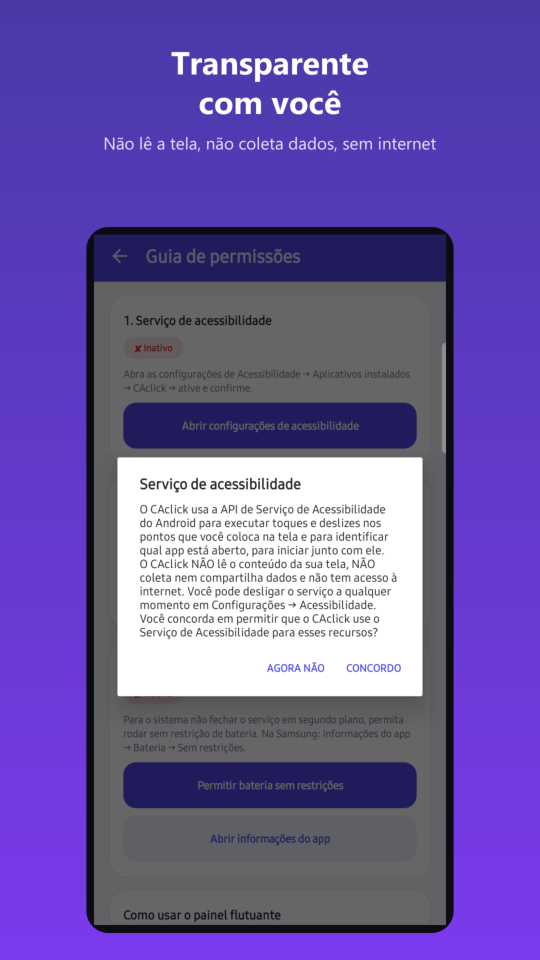 Transparente
com você
Não lê a tela, não coleta dados, sem internet
Guia de permissões
1. Serviço de acessibilidade
✘ Inativo
Abra as configurações de Acessibilidade → Aplicativos instalados
→ CAclick → ative e confirme.
Abrir configurações de acessibilidade
Serviço de acessibilidade
O CAclick usa a API de Serviço de Acessibilidade
do Android para executar toques e deslizes nos
pontos que você coloca na tela e para identificar
qual app está aberto, para iniciar junto com ele.
O CAclick NÃO lê o conteúdo da sua tela, NÃO
coleta nem compartilha dados e não tem acesso à
internet. Você pode desligar o serviço a qualquer
momento em Configurações → Acessibilidade.
Você concorda em permitir que o CAclick use o
Serviço de Acessibilidade para esses recursos?
AGORA NÃO
CONCORDO
Para o sistema não fechar o serviço em segundo plano, permita
rodar sem restrição de bateria. Na Samsung: Informações do app
→ Bateria → Sem restrições.
Permitir bateria sem restrições
Abrir informações do app
Como usar o painel flutuante